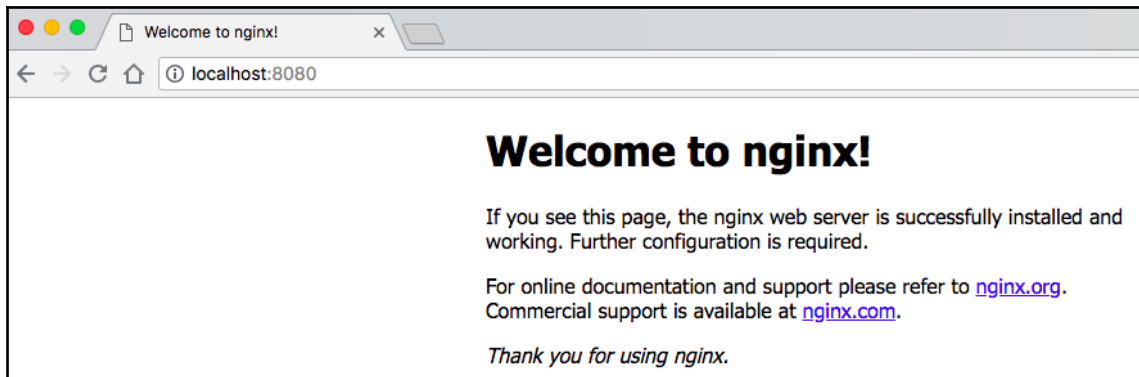 Welcome to nginx!
localhost:8080
Welcome to nginx!
If you see this page, the nginx web server is successfully installed and
working. Further configuration is required.
For online documentation and support please refer to nginx.org.
Commercial support is available at nginx.com.
Thank you for using nginx.